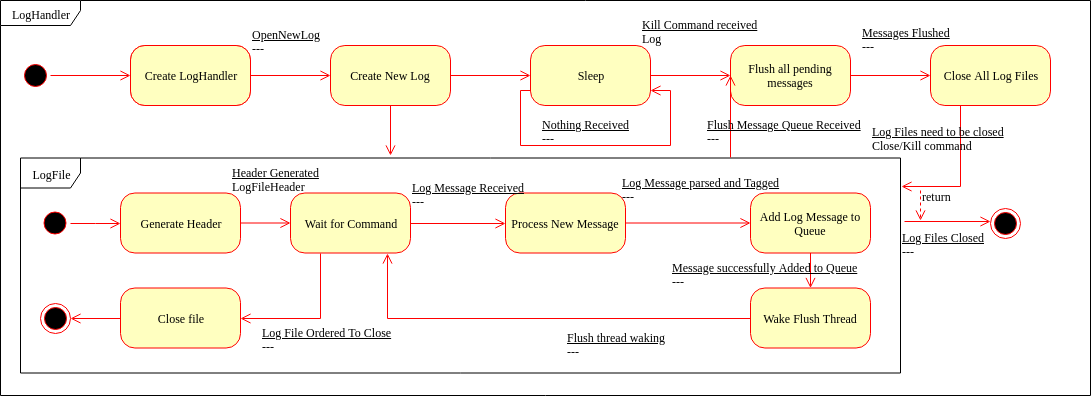 LogHandler
OpenNewLog
---
Kill Command received
Log
Messages Flushed
---
Create LogHandler
Create New Log
Sleep
Flush all pending
messages
Close All Log Files
Nothing Received
---
Flush Message Queue Received
---
Log Files need to be closed
Close/Kill command
LogFile
Header Generated
LogFileHeader
Log Message Received
---
Log Message parsed and Tagged
---
return
Generate Header
Wait for Command
Process New Message
Add Log Message to
Queue
Log Files Closed
---
Message successfully Added to Queue
---
Close file
Wake Flush Thread
Log File Ordered To Close
---
Flush thread waking
---